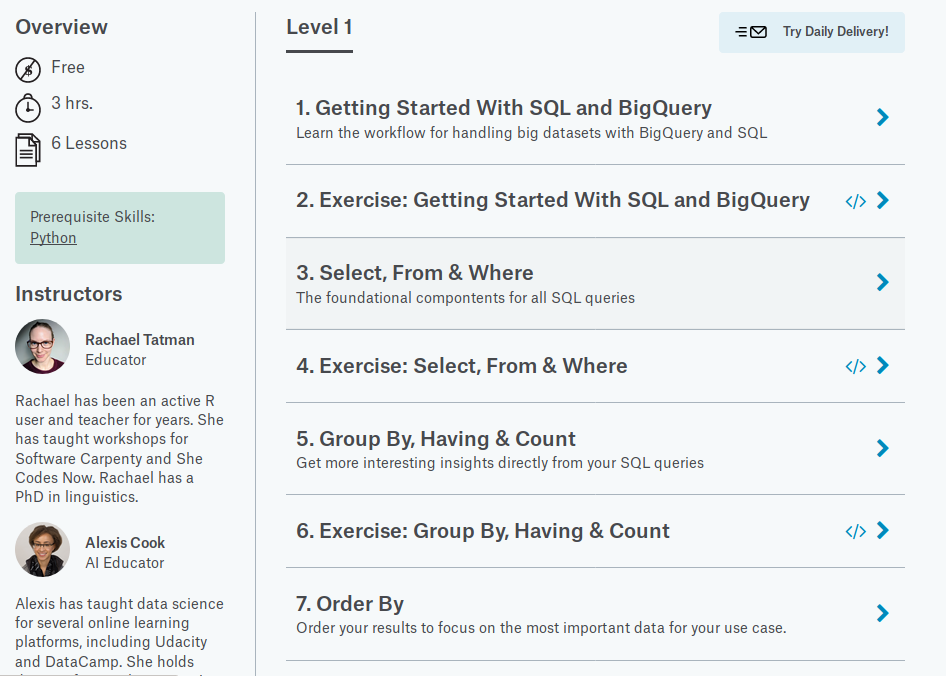 Overview
Free
3 hrs.
6 Lessons
Prerequisite Skills:
Python
Instructors
Rachael Tatman
Educator
Rachael has been an active R
user and teacher for years. She
has taught workshops for
Software Carpenty and She
Codes Now. Rachael has a
PhD in linguistics.
Alexis Cook
AI Educator
Alexis has taught data science
for several online learning
platforms, including Udacity
and DataCamp. She holds
Level 1
Try Daily Delivery!
1. Getting Started With SQL and BigQuery
Learn the workflow for handling big datasets with BigQuery and SQL
2. Exercise: Getting Started With SQL and BigQuery
3. Select, From & Where
The foundational compontents for all SQL queries
4. Exercise: Select, From & Where
5. Group By, Having & Count
Get more interesting insights directly from your SQL queries
6. Exercise: Group By, Having & Count
7. Order By
Order your results to focus on the most important data for your use case.